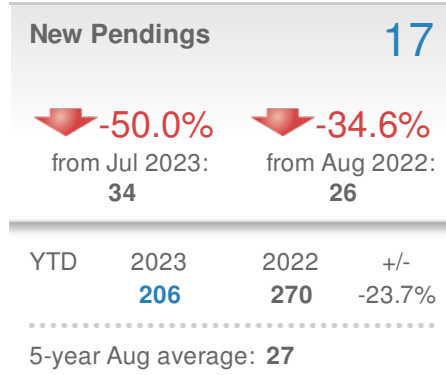 New Pendings 17
-50.0% -34.6%
from Jul 2023: from Aug 2022:
34 26
YTD 2023 2022 +/-
206 270 -23.7%
5-year Aug average: 27